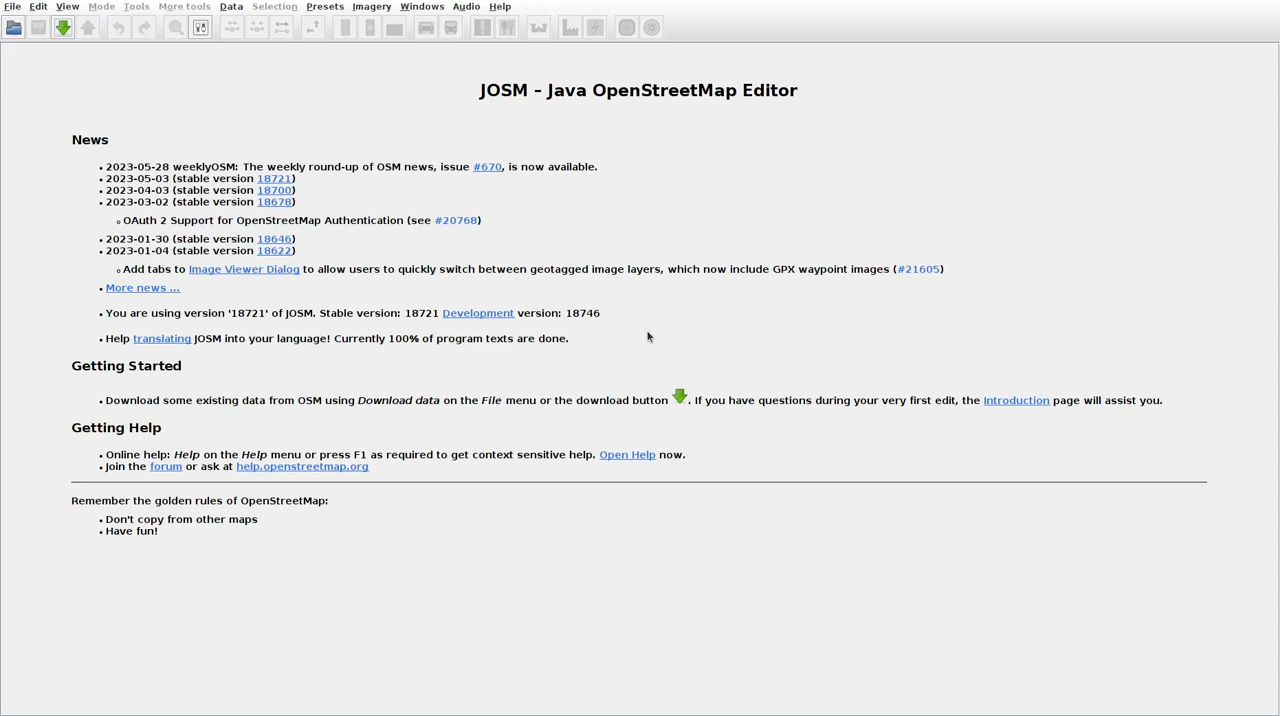 File Edit View Mode Tools More tools Data Selection Presets Imagery Windows Audio Help
JOSM – Java OpenStreetMap Editor
News
• 2023-05-28 weeklyOSM: The weekly round-up of OSM news, issue #670, is now available.
• 2023-05-03 (stable version 18721)
• 2023-04-03 (stable version 18700)
• 2023-03-02 (stable version 18678)
◦ OAuth 2 Support for OpenStreetMap Authentication (see #20768)
• 2023-01-30 (stable version 18646)
• 2023-01-04 (stable version 18622)
◦ Add tabs to Image Viewer Dialog to allow users to quickly switch between geotagged image layers, which now include GPX waypoint images (#21605)
• More news ...
• You are using version '18721' of JOSM. Stable version: 18721 Development version: 18746
• Help translating JOSM into your language! Currently 100% of program texts are done.
Getting Started
• Download some existing data from OSM using Download data on the File menu or the download button . If you have questions during your very first edit, the Introduction page will assist you.
Getting Help
• Online help: Help on the Help menu or press F1 as required to get context sensitive help. Open Help now.
• Join the forum or ask at help.openstreetmap.org
Remember the golden rules of OpenStreetMap:
• Don't copy from other maps
• Have fun!